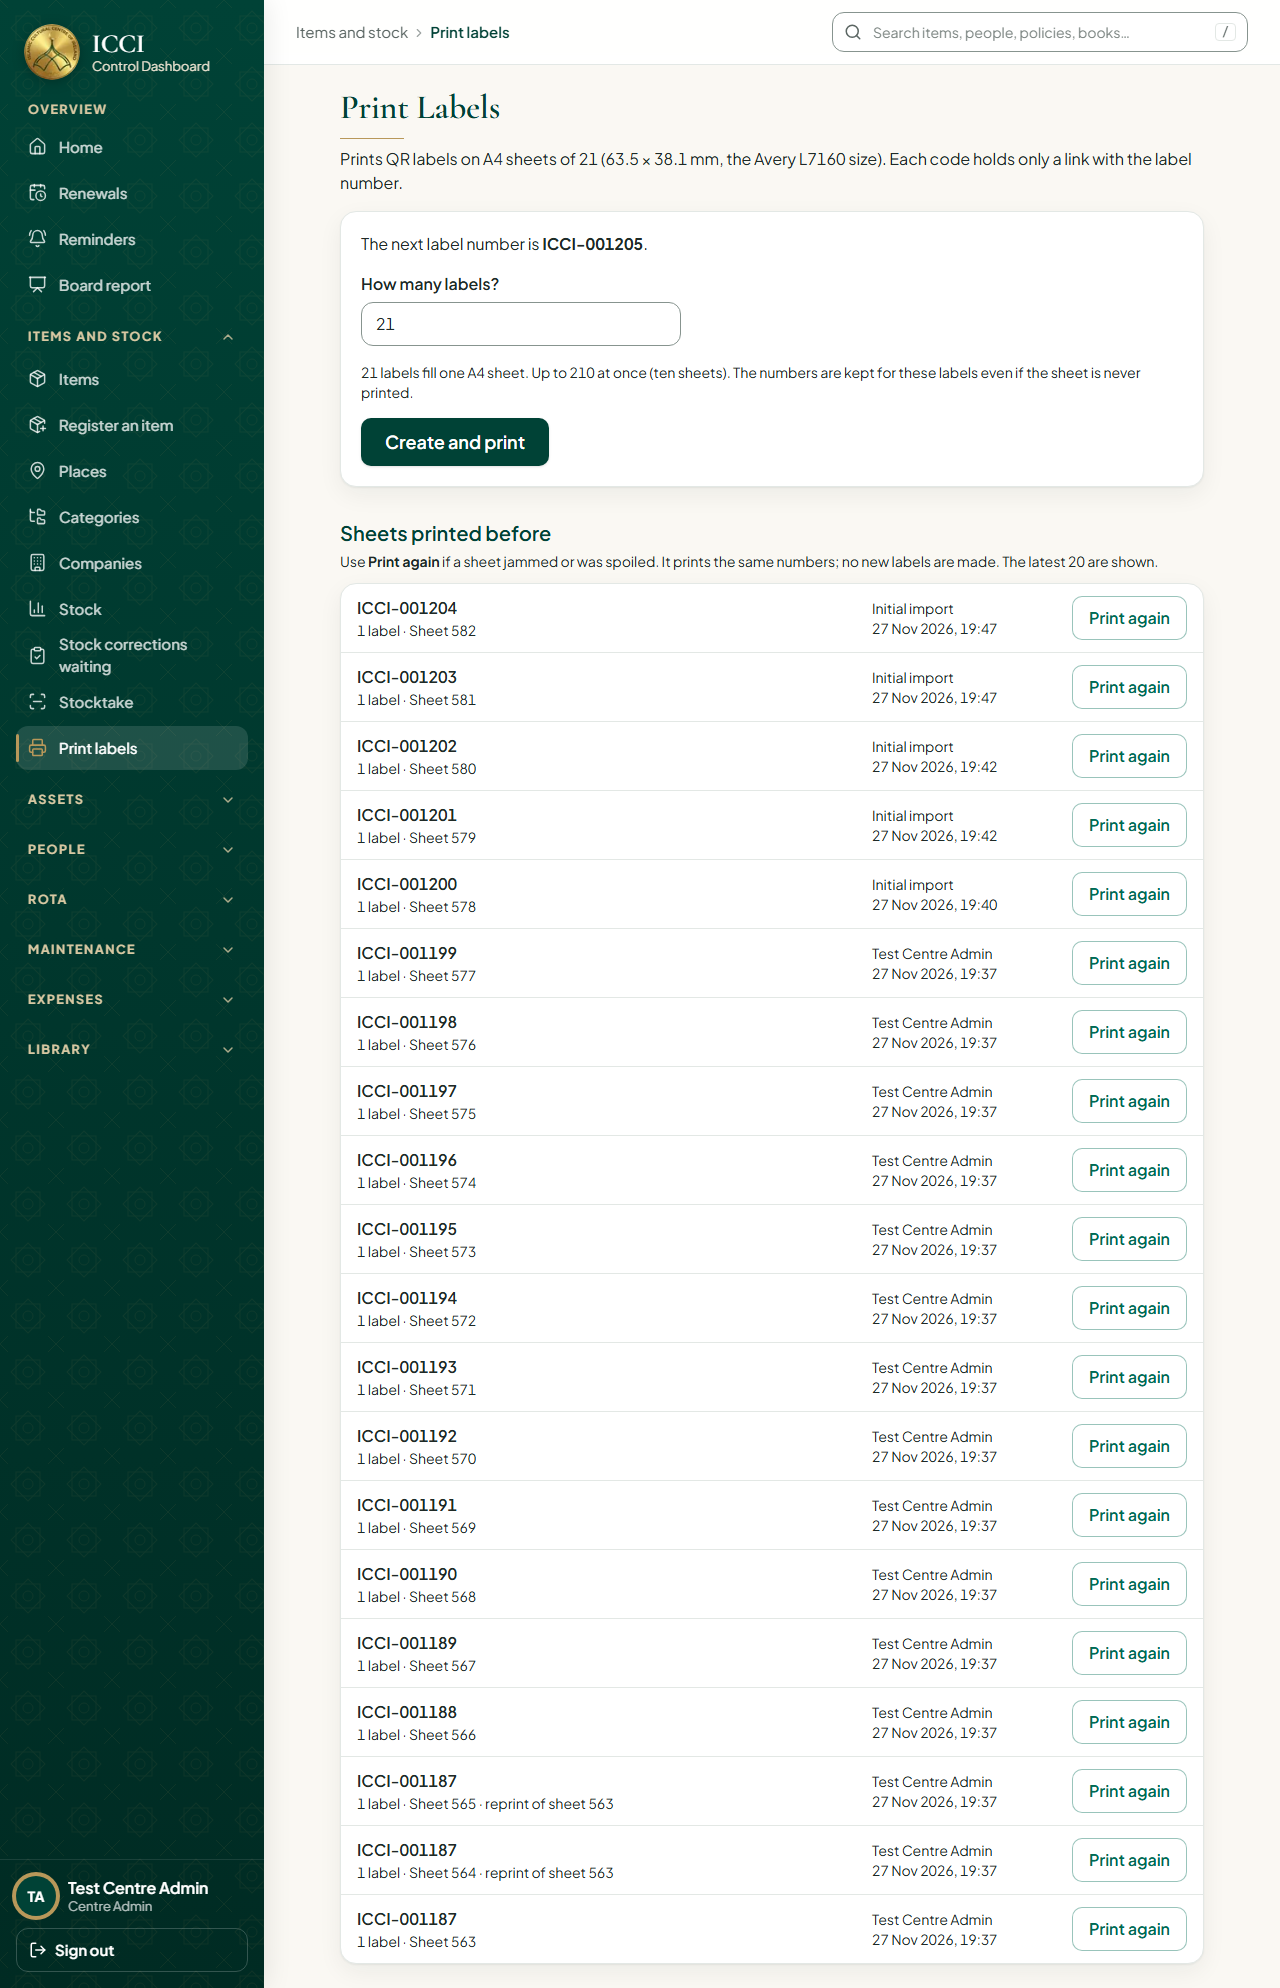 ICCI
Control Dashboard
OVERVIEW
Home
Renewals
Reminders
Board report
ITEMS AND STOCK
Items
Register an item
Places
Categories
Companies
Stock
Stock corrections
waiting
Stocktake
Print labels
ASSETS
PEOPLE
ROTA
MAINTENANCE
EXPENSES
LIBRARY
TA
Test Centre Admin
Centre Admin
Sign out
Items and stock › Print labels
Search items, people, policies, books… /
Print Labels
Prints QR labels on A4 sheets of 21 (63.5 × 38.1 mm, the Avery L7160 size). Each code holds only a link with the label
number.
The next label number is ICCI-001205.
How many labels?
21
21 labels fill one A4 sheet. Up to 210 at once (ten sheets). The numbers are kept for these labels even if the sheet is never
printed.
Create and print
Sheets printed before
Use Print again if a sheet jammed or was spoiled. It prints the same numbers; no new labels are made. The latest 20 are shown.
ICCI-001204
1 label · Sheet 582
Initial import
27 Nov 2026, 19:47
Print again
ICCI-001203
1 label · Sheet 581
Initial import
27 Nov 2026, 19:47
Print again
ICCI-001202
1 label · Sheet 580
Initial import
27 Nov 2026, 19:42
Print again
ICCI-001201
1 label · Sheet 579
Initial import
27 Nov 2026, 19:42
Print again
ICCI-001200
1 label · Sheet 578
Initial import
27 Nov 2026, 19:40
Print again
ICCI-001199
1 label · Sheet 577
Test Centre Admin
27 Nov 2026, 19:37
Print again
ICCI-001198
1 label · Sheet 576
Test Centre Admin
27 Nov 2026, 19:37
Print again
ICCI-001197
1 label · Sheet 575
Test Centre Admin
27 Nov 2026, 19:37
Print again
ICCI-001196
1 label · Sheet 574
Test Centre Admin
27 Nov 2026, 19:37
Print again
ICCI-001195
1 label · Sheet 573
Test Centre Admin
27 Nov 2026, 19:37
Print again
ICCI-001194
1 label · Sheet 572
Test Centre Admin
27 Nov 2026, 19:37
Print again
ICCI-001193
1 label · Sheet 571
Test Centre Admin
27 Nov 2026, 19:37
Print again
ICCI-001192
1 label · Sheet 570
Test Centre Admin
27 Nov 2026, 19:37
Print again
ICCI-001191
1 label · Sheet 569
Test Centre Admin
27 Nov 2026, 19:37
Print again
ICCI-001190
1 label · Sheet 568
Test Centre Admin
27 Nov 2026, 19:37
Print again
ICCI-001189
1 label · Sheet 567
Test Centre Admin
27 Nov 2026, 19:37
Print again
ICCI-001188
1 label · Sheet 566
Test Centre Admin
27 Nov 2026, 19:37
Print again
ICCI-001187
1 label · Sheet 565 · reprint of sheet 563
Test Centre Admin
27 Nov 2026, 19:37
Print again
ICCI-001187
1 label · Sheet 564 · reprint of sheet 563
Test Centre Admin
27 Nov 2026, 19:37
Print again
ICCI-001187
1 label · Sheet 563
Test Centre Admin
27 Nov 2026, 19:37
Print again